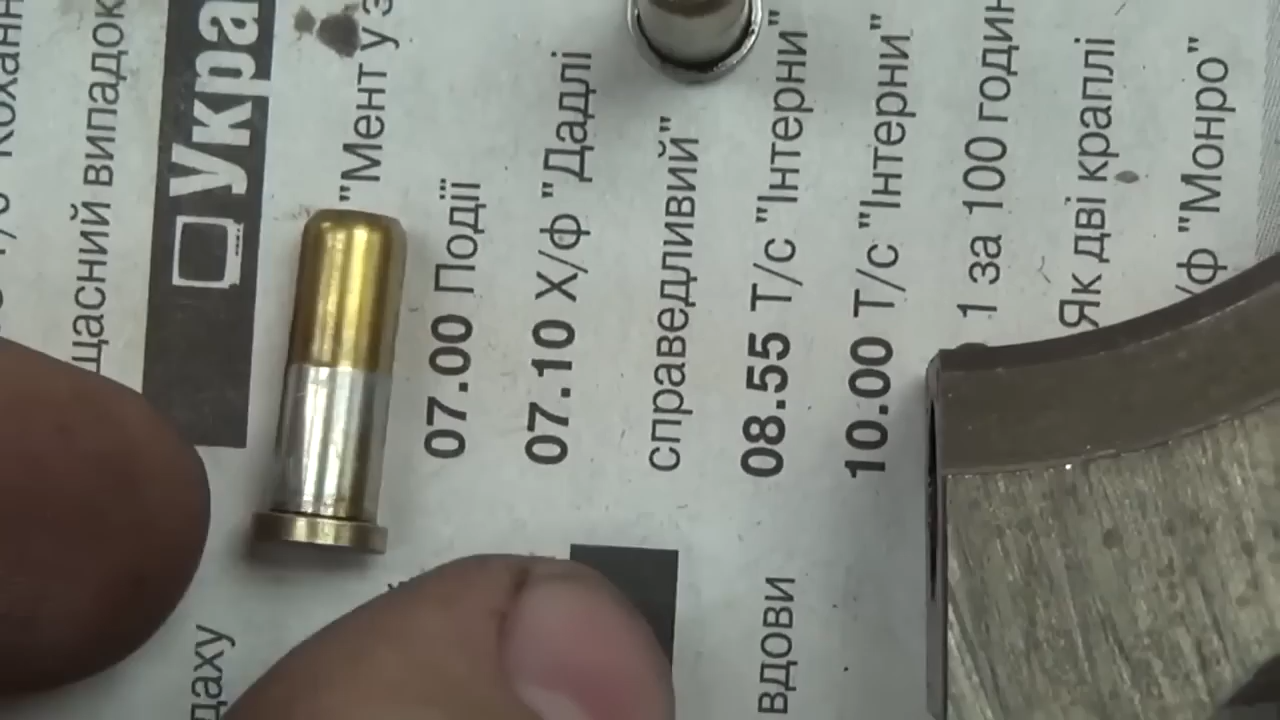 щасний випадок
Укра
"Мент у з
07.00 Події
07.10 Х/ф "Дадлі
справедливий"
08.55 Т/с "Інтерни"
10.00 Т/с "Інтерни"
1 за 100 годин
Як дві краплі
/ф "Монро"
даху
вдови